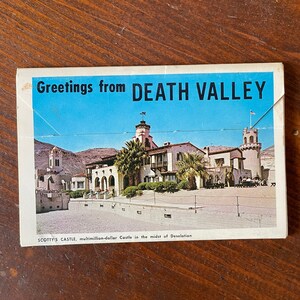 Greetings from DEATH VALLEY
SCOTTY'S CASTLE, multimillion-dollar Castle in the midst of Desolation